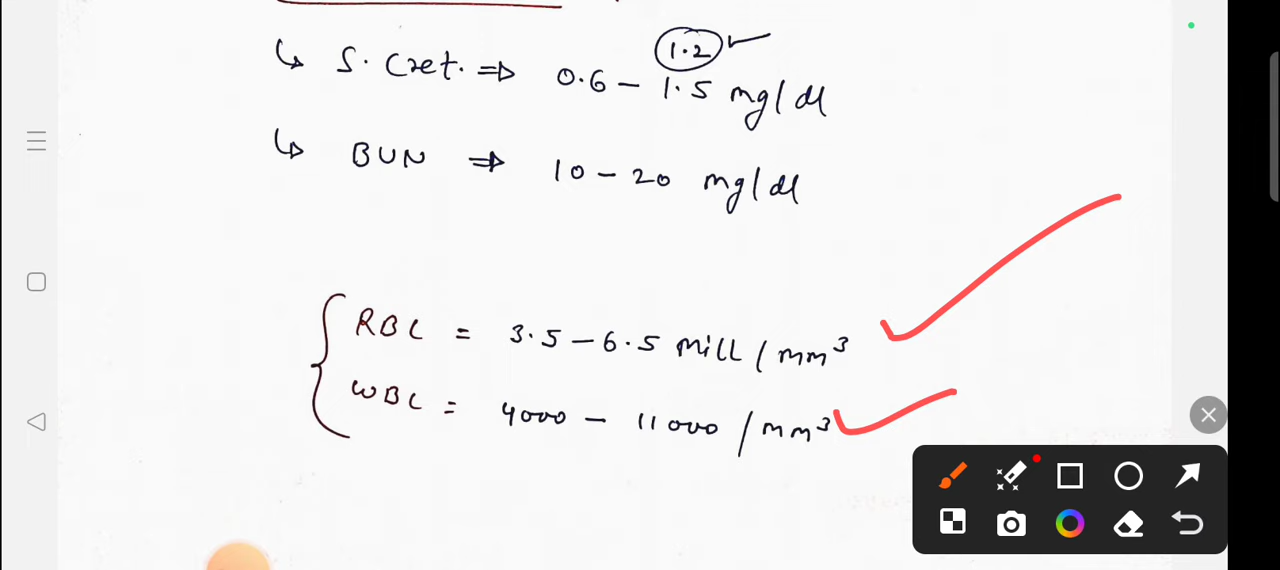 1.2
↳ S. Cret. ⇒ 0.6 – 1.5 mg/dl
↳ BUN ⇒ 10 – 20 mg/dl
RBC = 3.5 – 6.5 Mill/mm³
WBC = 4000 – 11000/mm³